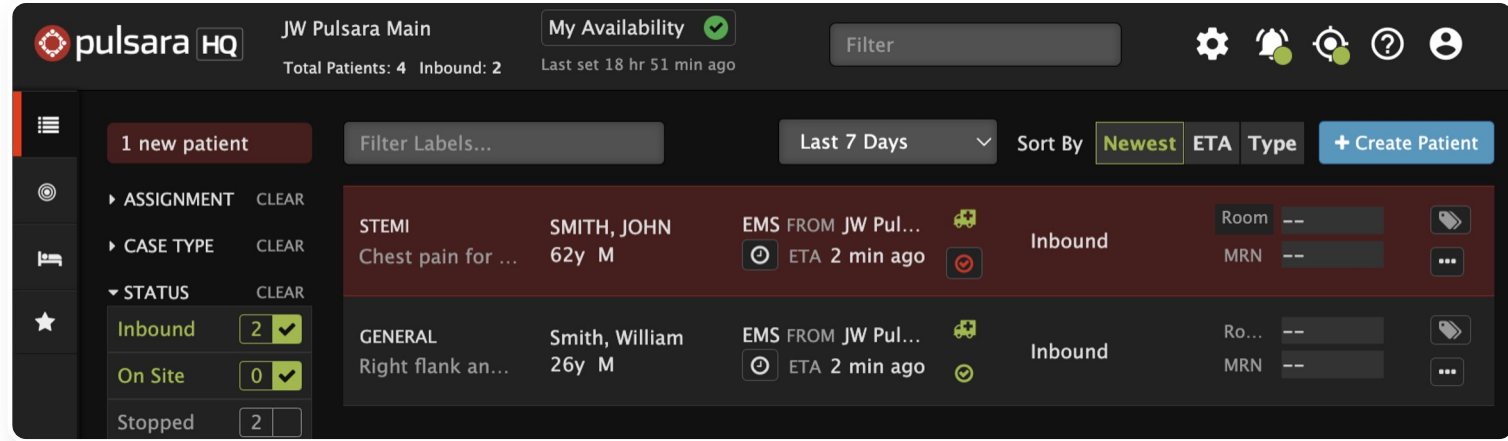 pulsara HQ
JW Pulsara Main
Total Patients: 4 Inbound: 2
My Availability
Last set 18 hr 51 min ago
Filter
1 new patient
Filter Labels...
Last 7 Days
Sort By Newest ETA Type
+ Create Patient
ASSIGNMENT CLEAR
CASE TYPE CLEAR
STATUS CLEAR
Inbound 2
On Site 0
Stopped 2
STEMI
Chest pain for ...
SMITH, JOHN
62y M
EMS FROM JW Pul...
ETA 2 min ago
Inbound
Room --
MRN --
GENERAL
Right flank an...
Smith, William
26y M
EMS FROM JW Pul...
ETA 2 min ago
Inbound
Ro... --
MRN --